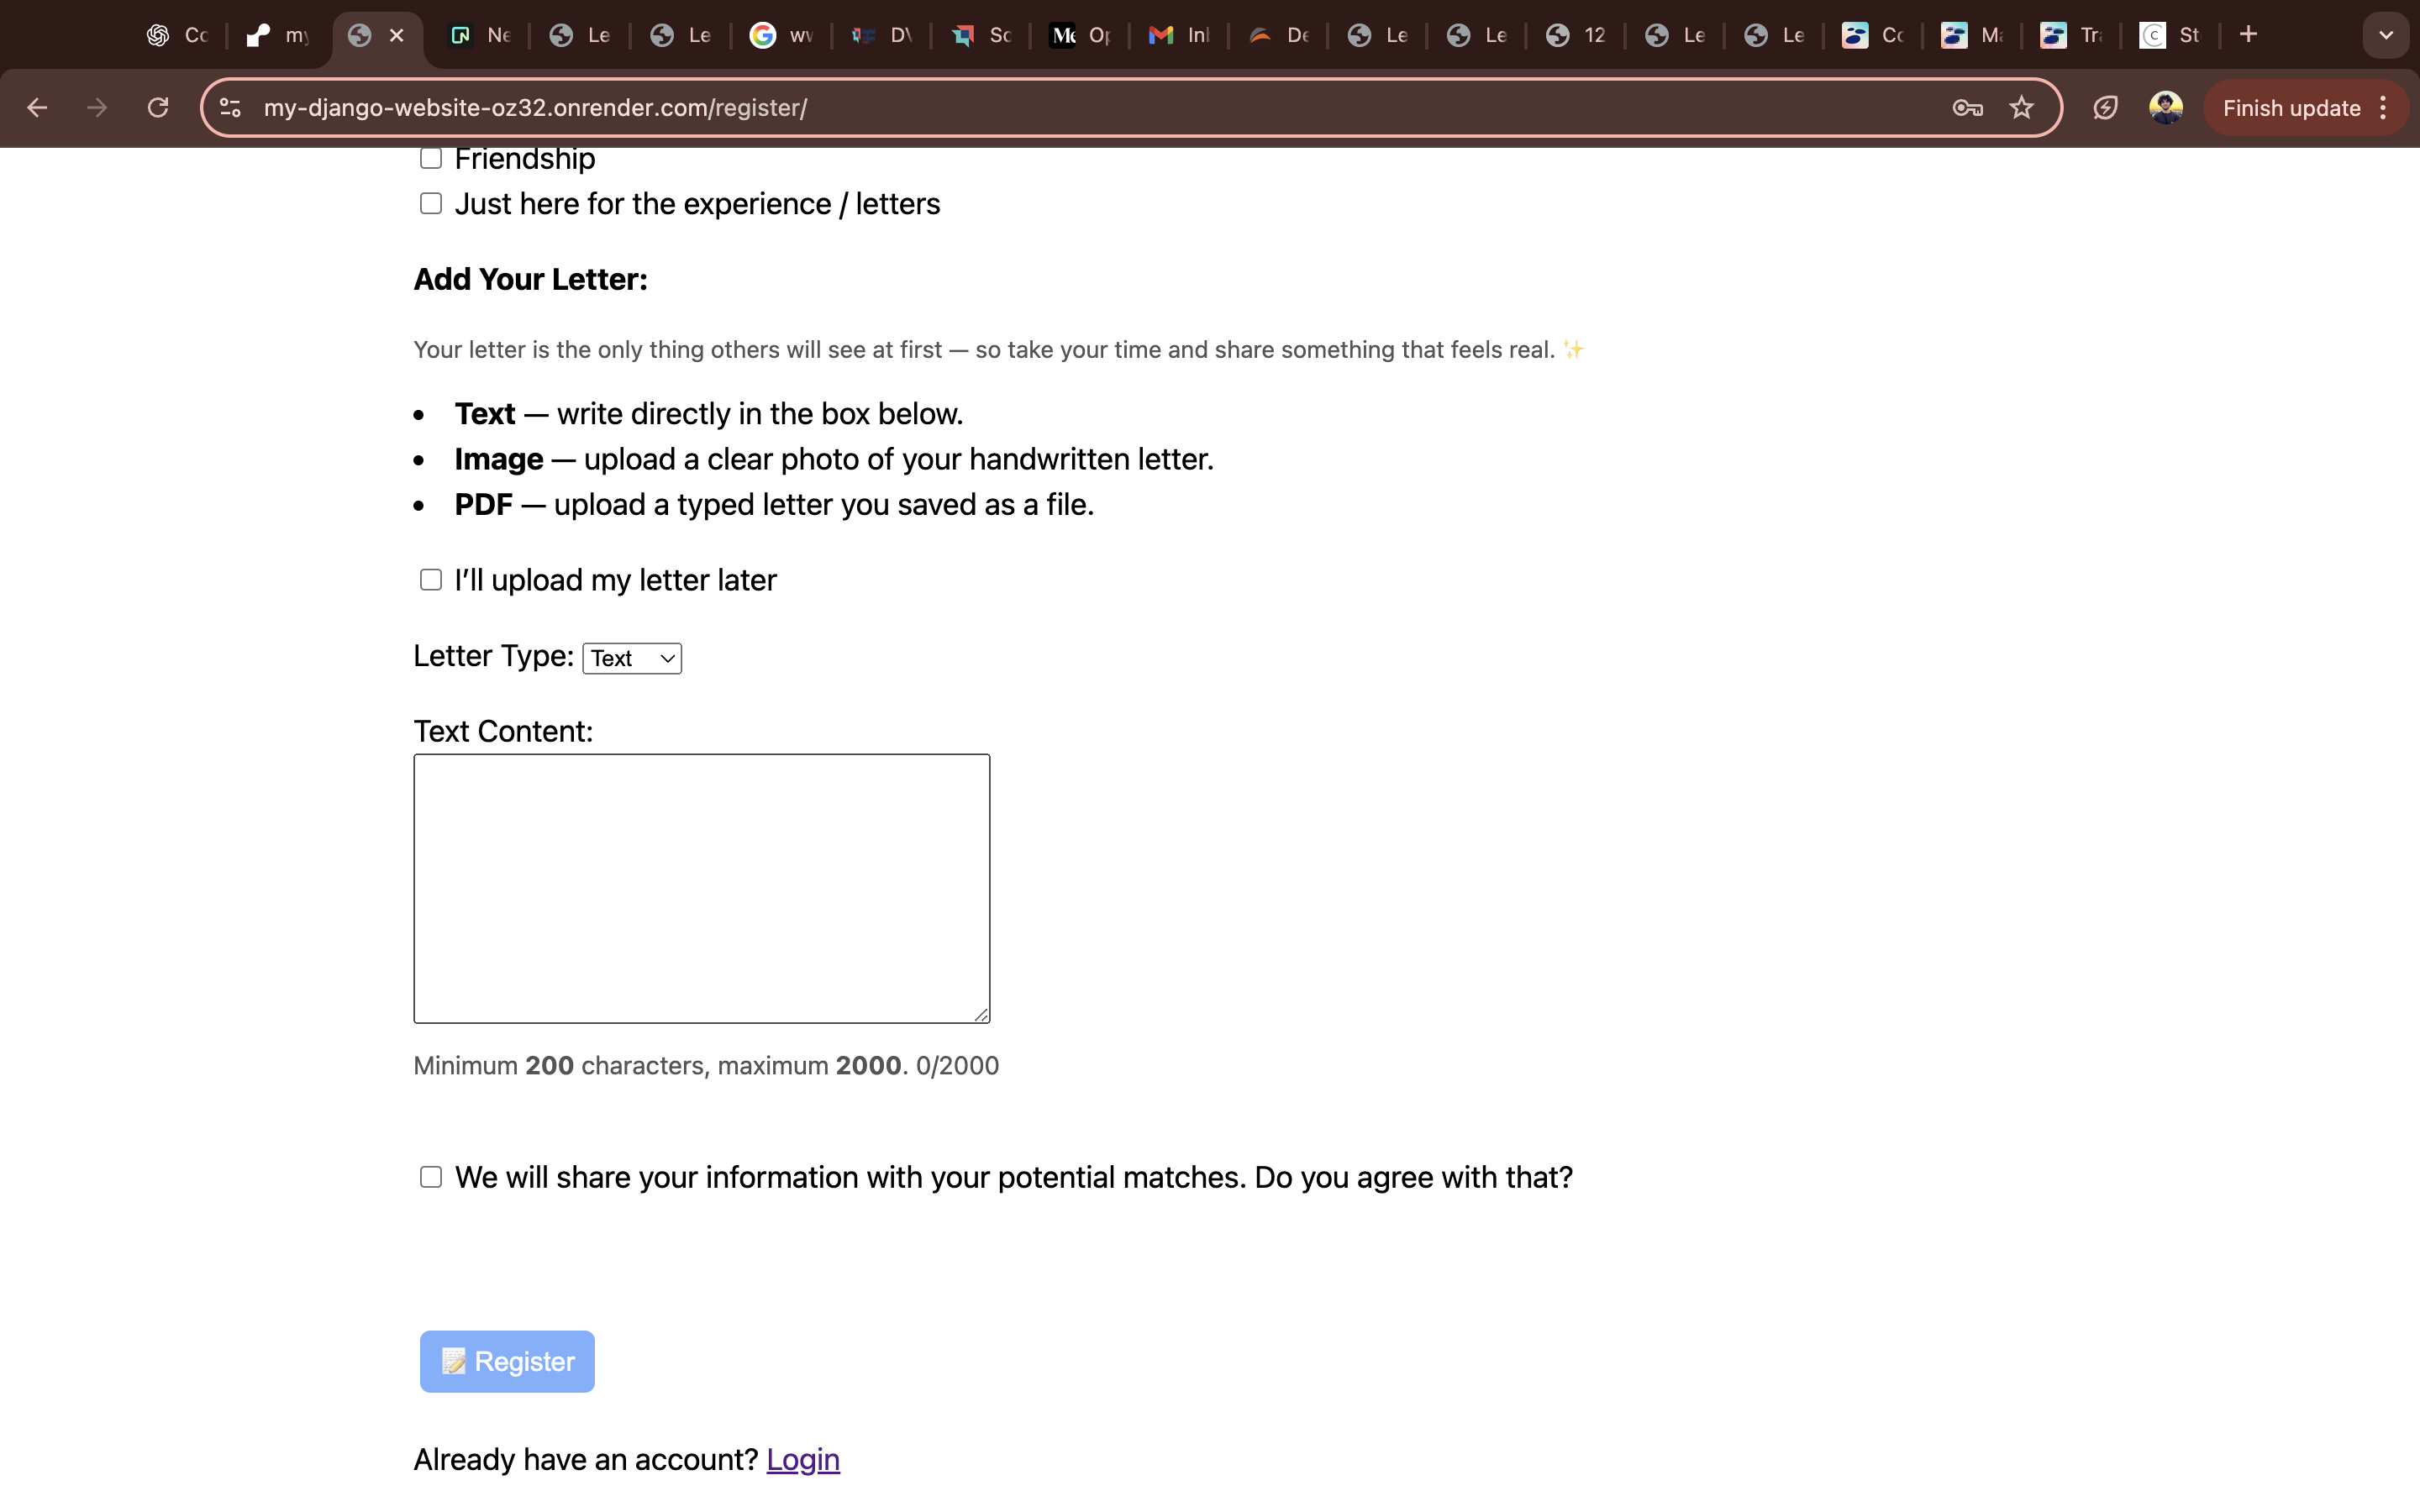 Cc
my
Ne
Le
Le
wv
D\
Sc
Me
Op
Inl
De
Le
Le
12
Le
Le
Cc
Ma
Tra
C
St
my-django-website-oz32.onrender.com/register/
Finish update
Friendship
Just here for the experience / letters
Add Your Letter:
Your letter is the only thing others will see at first — so take your time and share something that feels real. ✨
• Text — write directly in the box below.
• Image — upload a clear photo of your handwritten letter.
• PDF — upload a typed letter you saved as a file.
I’ll upload my letter later
Letter Type: Text
Text Content:
Minimum 200 characters, maximum 2000. 0/2000
We will share your information with your potential matches. Do you agree with that?
📝 Register
Already have an account? Login